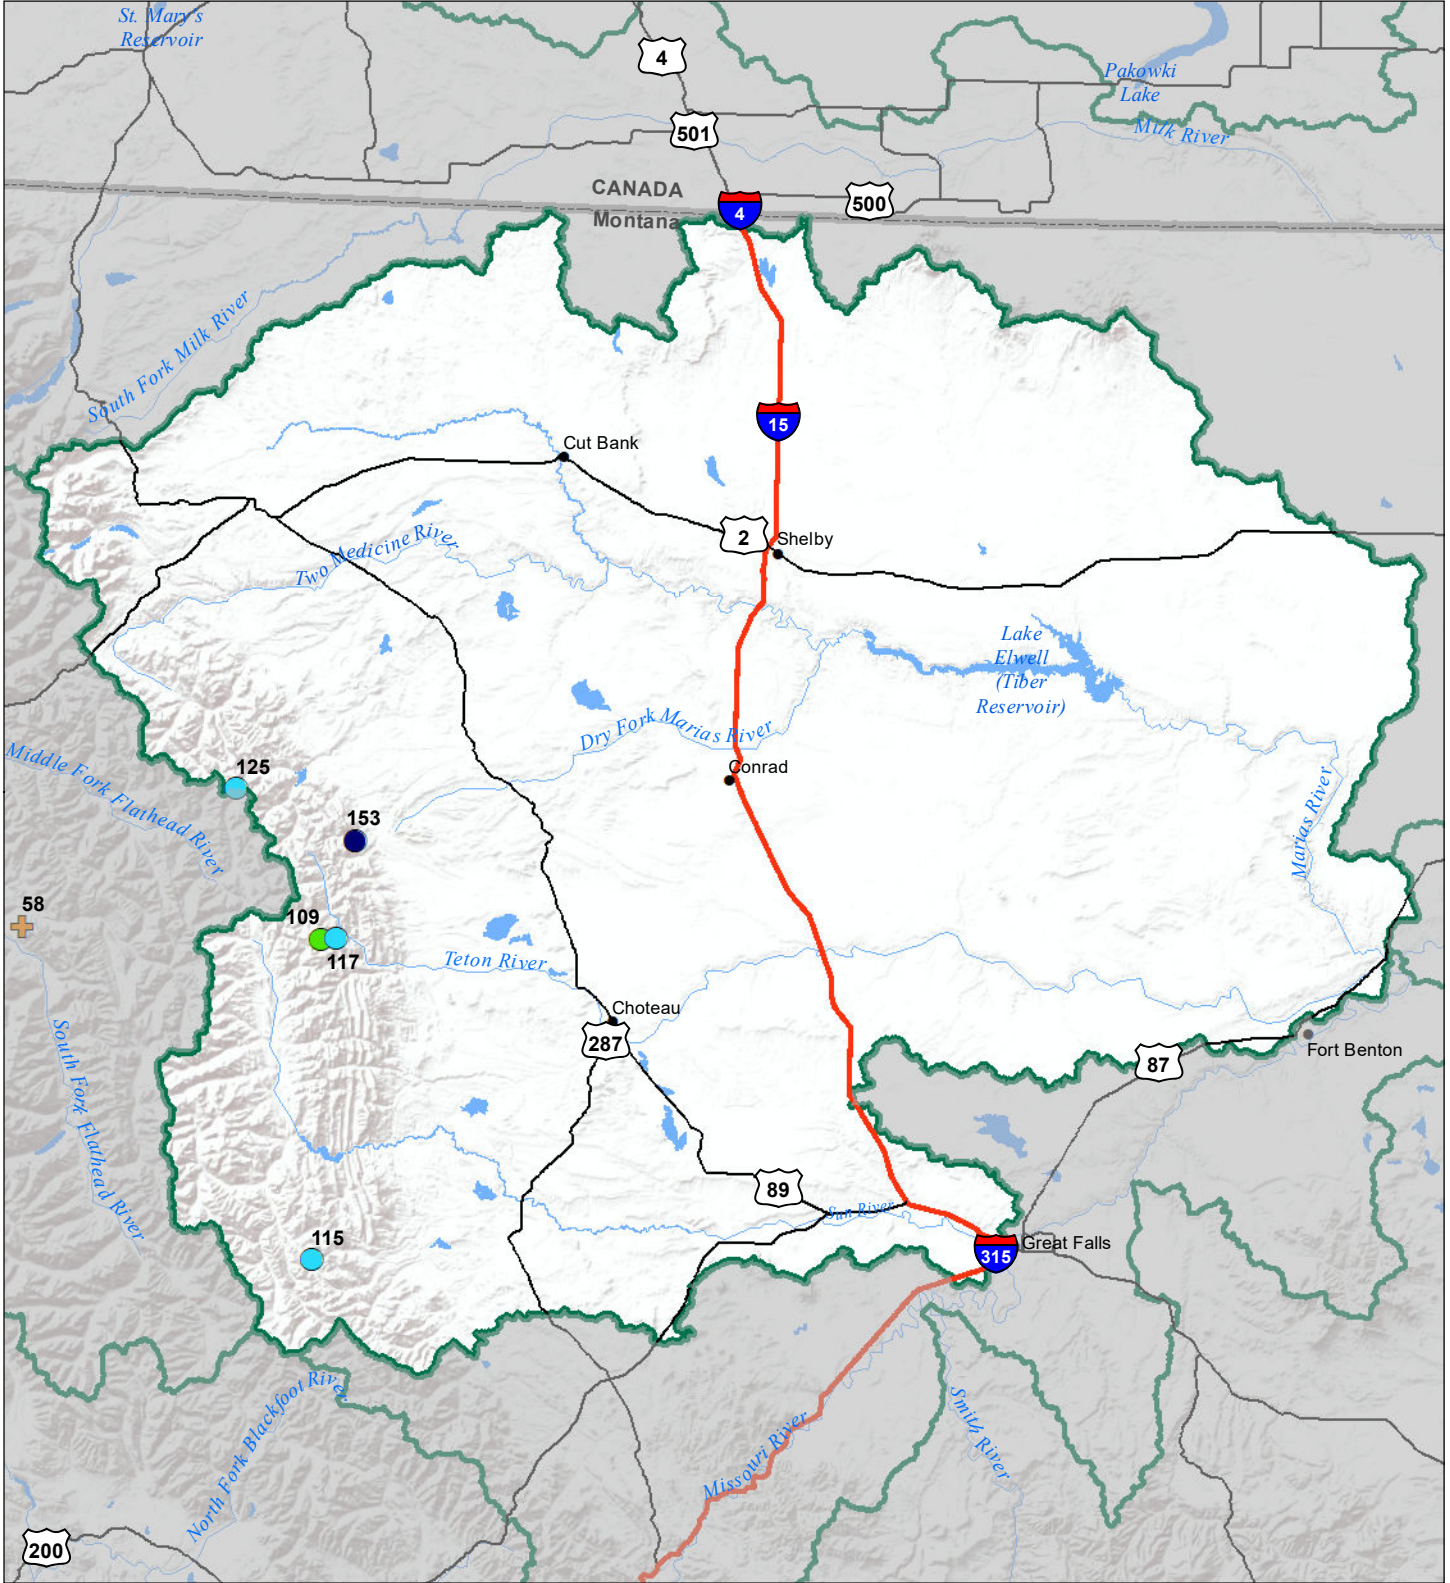 St. Mary's
Reservoir
4
501
Pakowki
Lake
Milk River
CANADA
Montana
4
500
South Fork Milk River
15
Cut Bank
2
Shelby
Two Medicine River
Lake
Elwell
(Tiber
Reservoir)
Dry Fork Marias River
Conrad
Middle Fork Flathead River
125
153
Marias River
58
109
117
Teton River
Choteau
287
Fort Benton
87
South Fork Flathead River
89
Sun River
115
Great Falls
315
North Fork Blackfoot River
Missouri River
Smith River
200